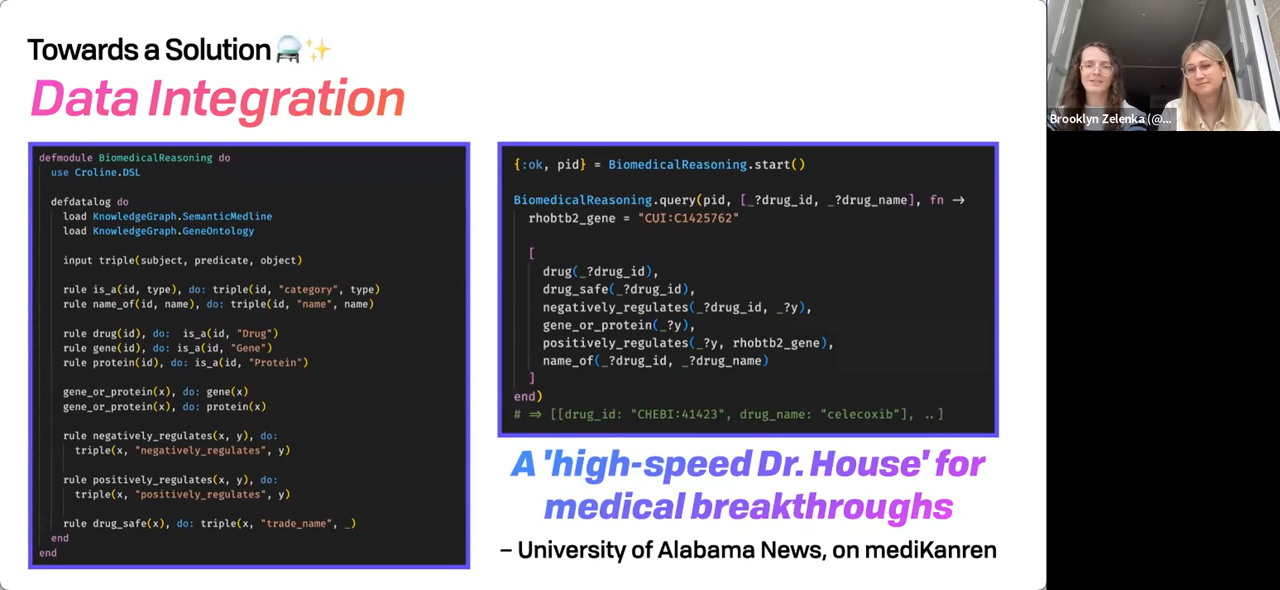 Towards a Solution 🔮✨
Data Integration
defmodule BiomedicalReasoning do
use Croline.DSL
defdatalog do
load KnowledgeGraph.SemanticMedline
load KnowledgeGraph.GeneOntology
input triple(subject, predicate, object)
rule is_a(id, type), do: triple(id, "category", type)
rule name_of(id, name), do: triple(id, "name", name)
rule drug(id), do:  is_a(id, "Drug")
rule gene(id), do: is_a(id, "Gene")
rule protein(id), do: is_a(id, "Protein")
gene_or_protein(x), do: gene(x)
gene_or_protein(x), do: protein(x)
rule negatively_regulates(x, y), do:
triple(x, "negatively_regulates", y)
rule positively_regulates(x, y), do:
triple(x, "positively_regulates", y)
rule drug_safe(x), do: triple(x, "trade_name", _)
end
end
{:ok, pid} = BiomedicalReasoning.start()
BiomedicalReasoning.query(pid, [_?drug_id, _?drug_name], fn →
rhobtb2_gene = "CUI:C1425762"
[
drug(_?drug_id),
drug_safe(_?drug_id),
negatively_regulates(_?drug_id, _?y),
gene_or_protein(_?y),
positively_regulates(_?y, rhobtb2_gene),
name_of(_?drug_id, _?drug_name)
]
end)
# ⇒ [[drug_id: "CHEBI:41423", drug_name: "celecoxib"], ..]
A 'high-speed Dr. House' for
medical breakthroughs
– University of Alabama News, on mediKanren
Brooklyn Zelenka (@...